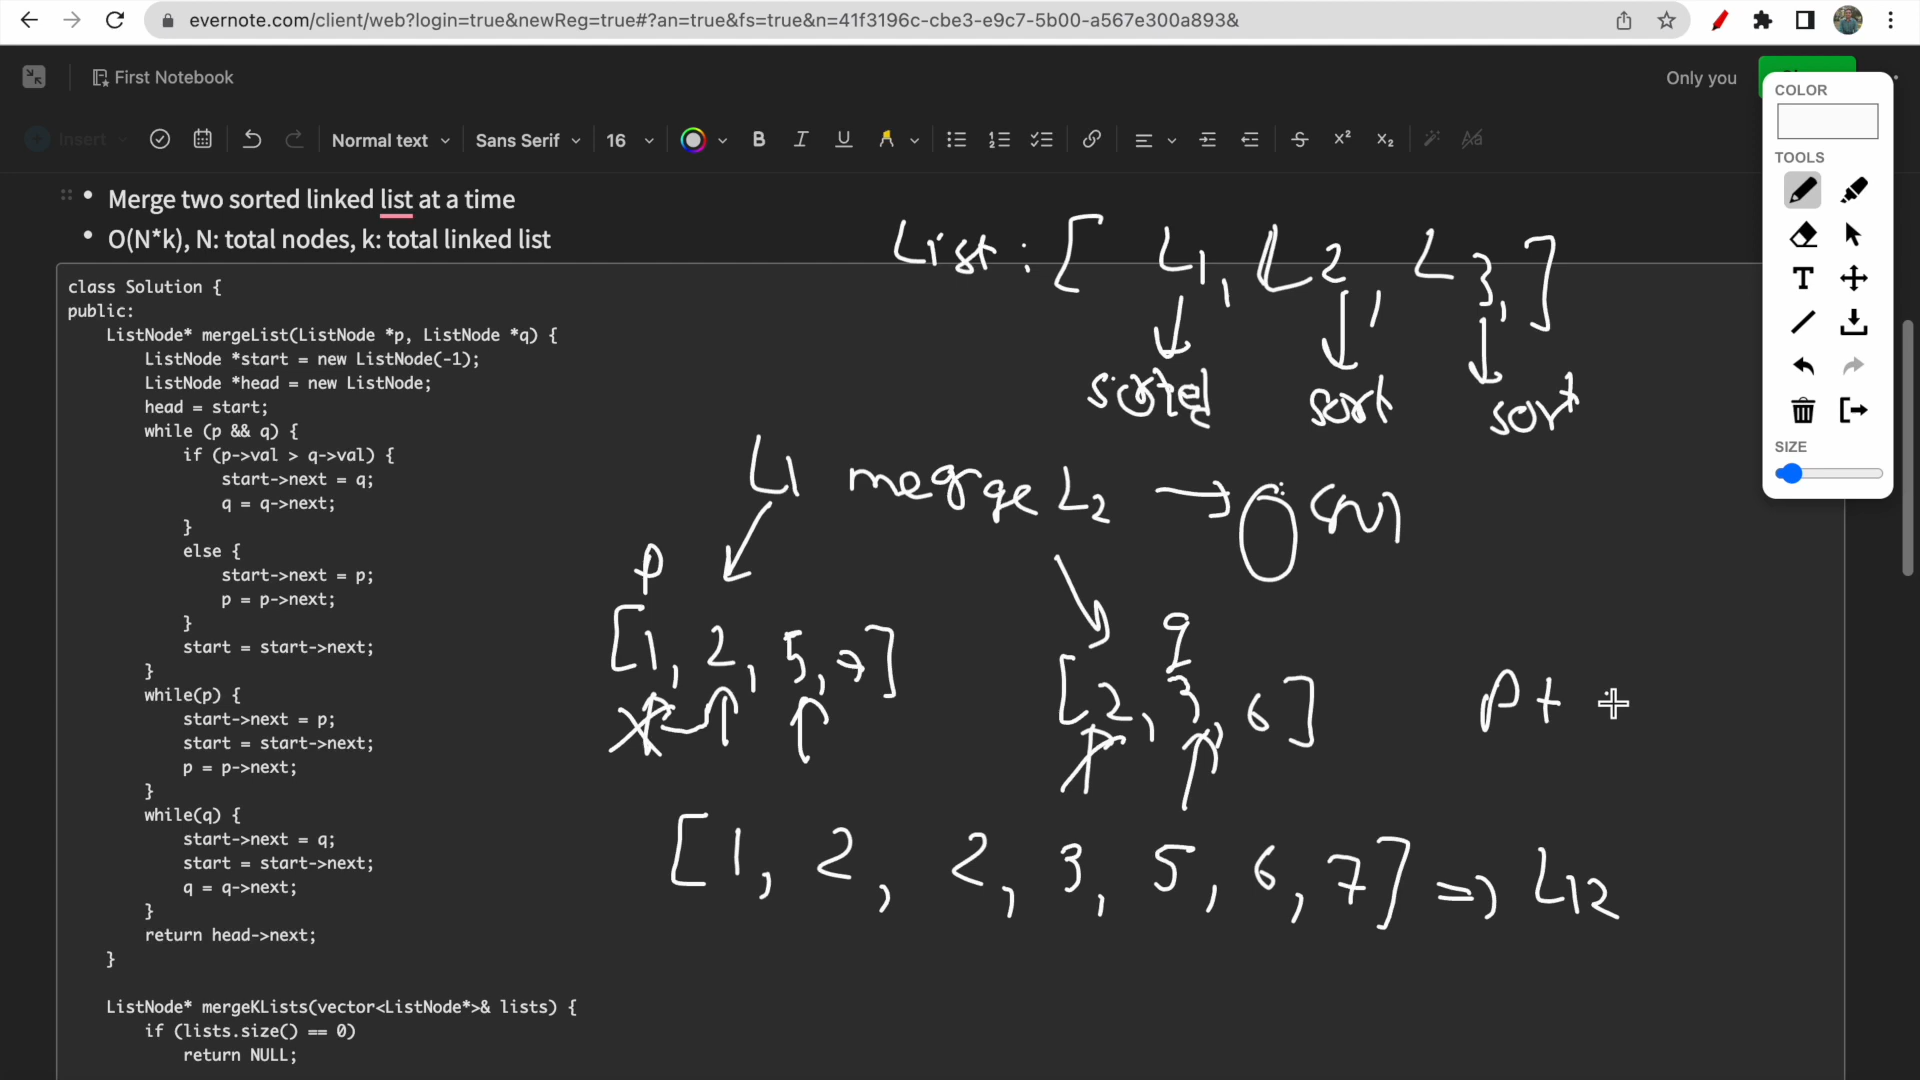 evernote.com/client/web?login=true&newReg=true#?an=true&fs=true&n=41f3196c-cbe3-e9c7-5b00-a567e300a893&
First Notebook
Only you
Insert
Normal text
Sans Serif
16
B I U
X² X₂
COLOR
TOOLS
T
SIZE
• Merge two sorted linked list at a time
• O(N*k), N: total nodes, k: total linked list
class Solution {
public:
ListNode* mergeList(ListNode *p, ListNode *q) {
ListNode *start = new ListNode(-1);
ListNode *head = new ListNode;
head = start;
while (p && q) {
if (p->val > q->val) {
start->next = q;
q = q->next;
}
else {
start->next = p;
p = p->next;
}
start = start->next;
}
while(p) {
start->next = p;
start = start->next;
p = p->next;
}
while(q) {
start->next = q;
start = start->next;
q = q->next;
}
return head->next;
}
ListNode* mergeKLists(vector<ListNode*>& lists) {
if (lists.size() == 0)
return NULL;
List : [ L1, L2, L3, ]
sorted sort sort
L1 merge L2 → O(N)
p
[1, 2, 5, 7]
q
[2, 3, 6]
p +
[1, 2, 2, 3, 5, 6, 7] => L12